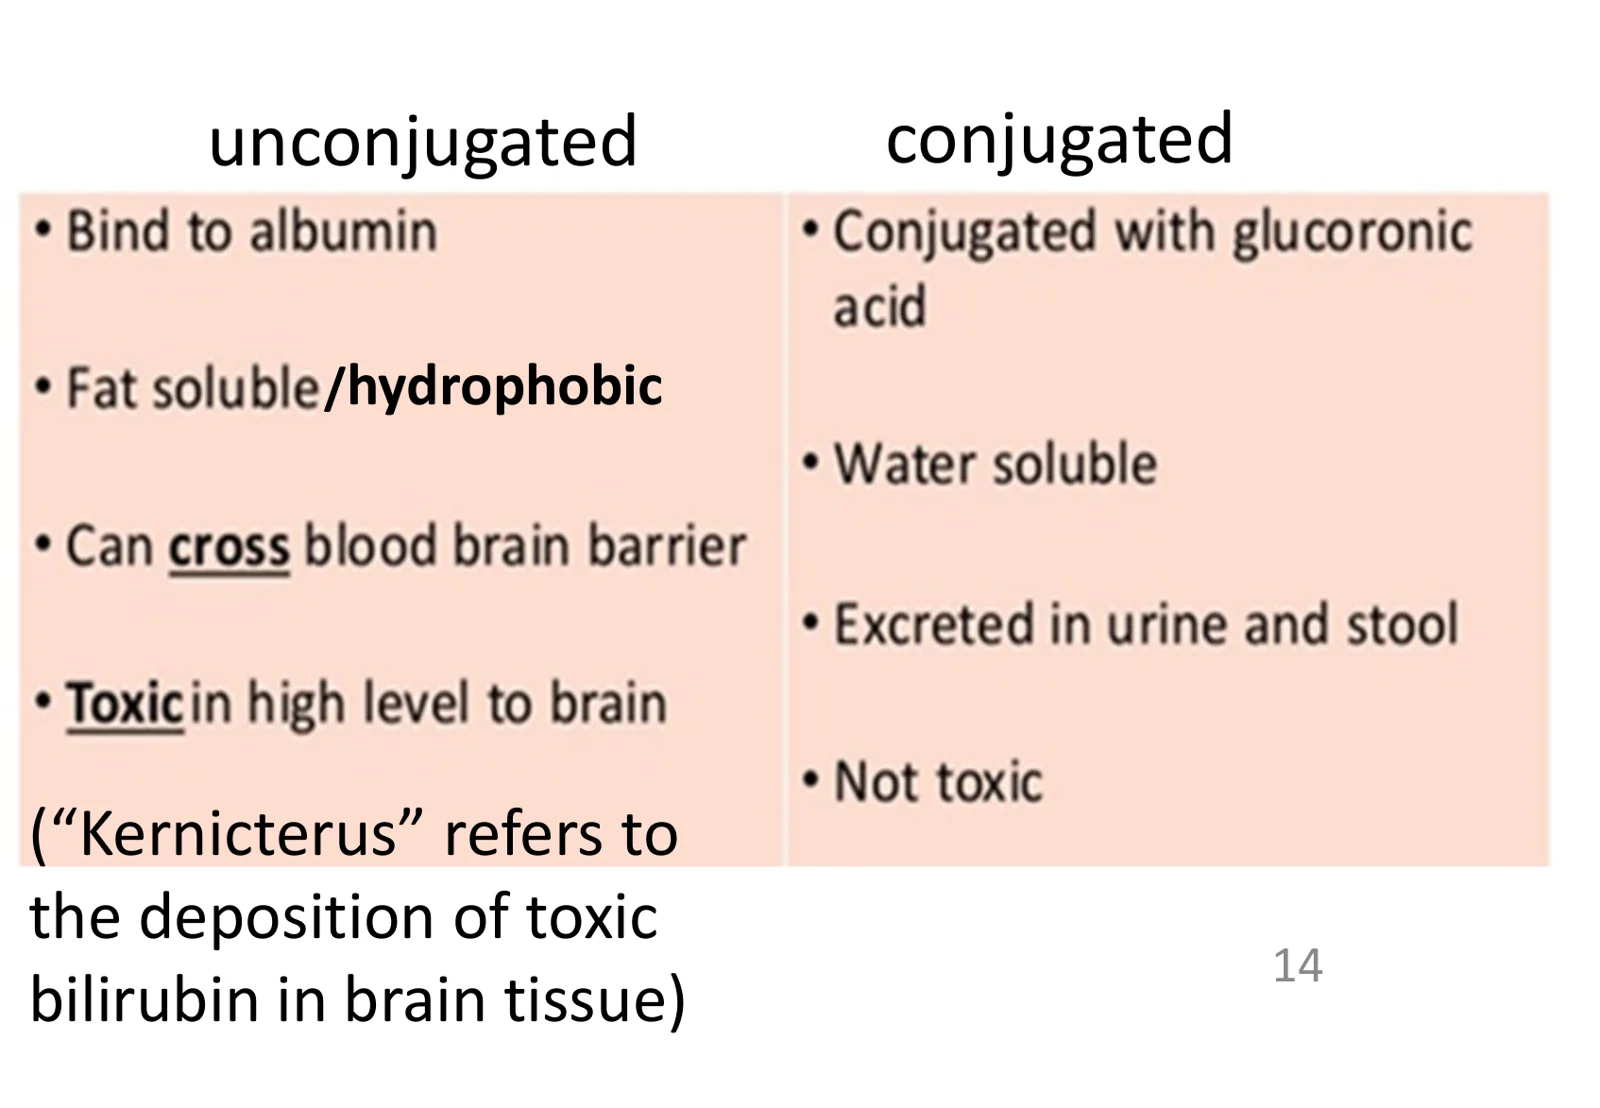 unconjugated
conjugated
• Bind to albumin
• Fat soluble/hydrophobic
• Can cross blood brain barrier
• Toxic in high level to brain
(“Kernicterus” refers to
the deposition of toxic
bilirubin in brain tissue)
• Conjugated with glucoronic
acid
• Water soluble
• Excreted in urine and stool
• Not toxic
14